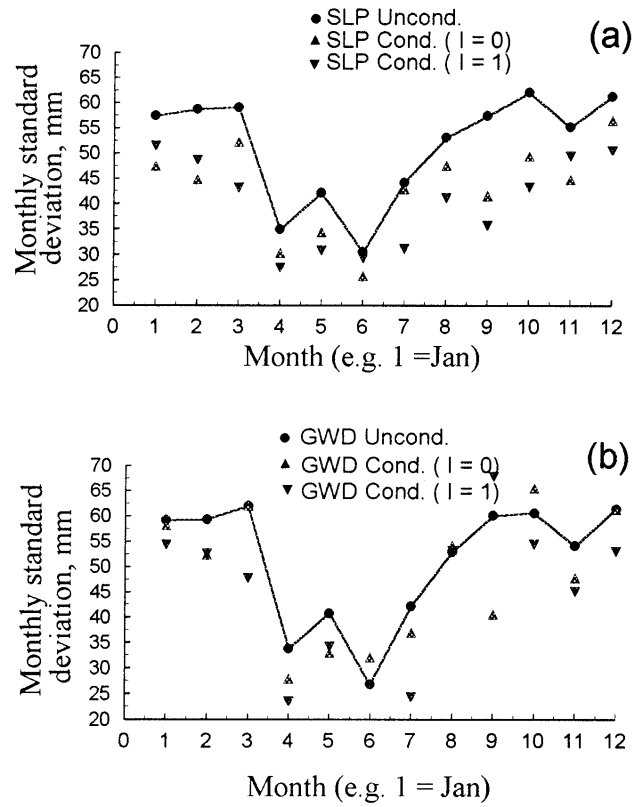 SLP Uncond.
SLP Cond. ( I = 0)
SLP Cond. ( I = 1)
(a)
Monthly standard
deviation, mm
70
65
60
55
50
45
40
35
30
25
20
0 1 2 3 4 5 6 7 8 9 10 11 12
Month (e.g. 1 =Jan)
GWD Uncond.
GWD Cond. ( I = 0)
GWD Cond. ( I = 1)
(b)
Monthly standard
deviation, mm
70
65
60
55
50
45
40
35
30
25
20
0 1 2 3 4 5 6 7 8 9 10 11 12
Month (e.g. 1 = Jan)